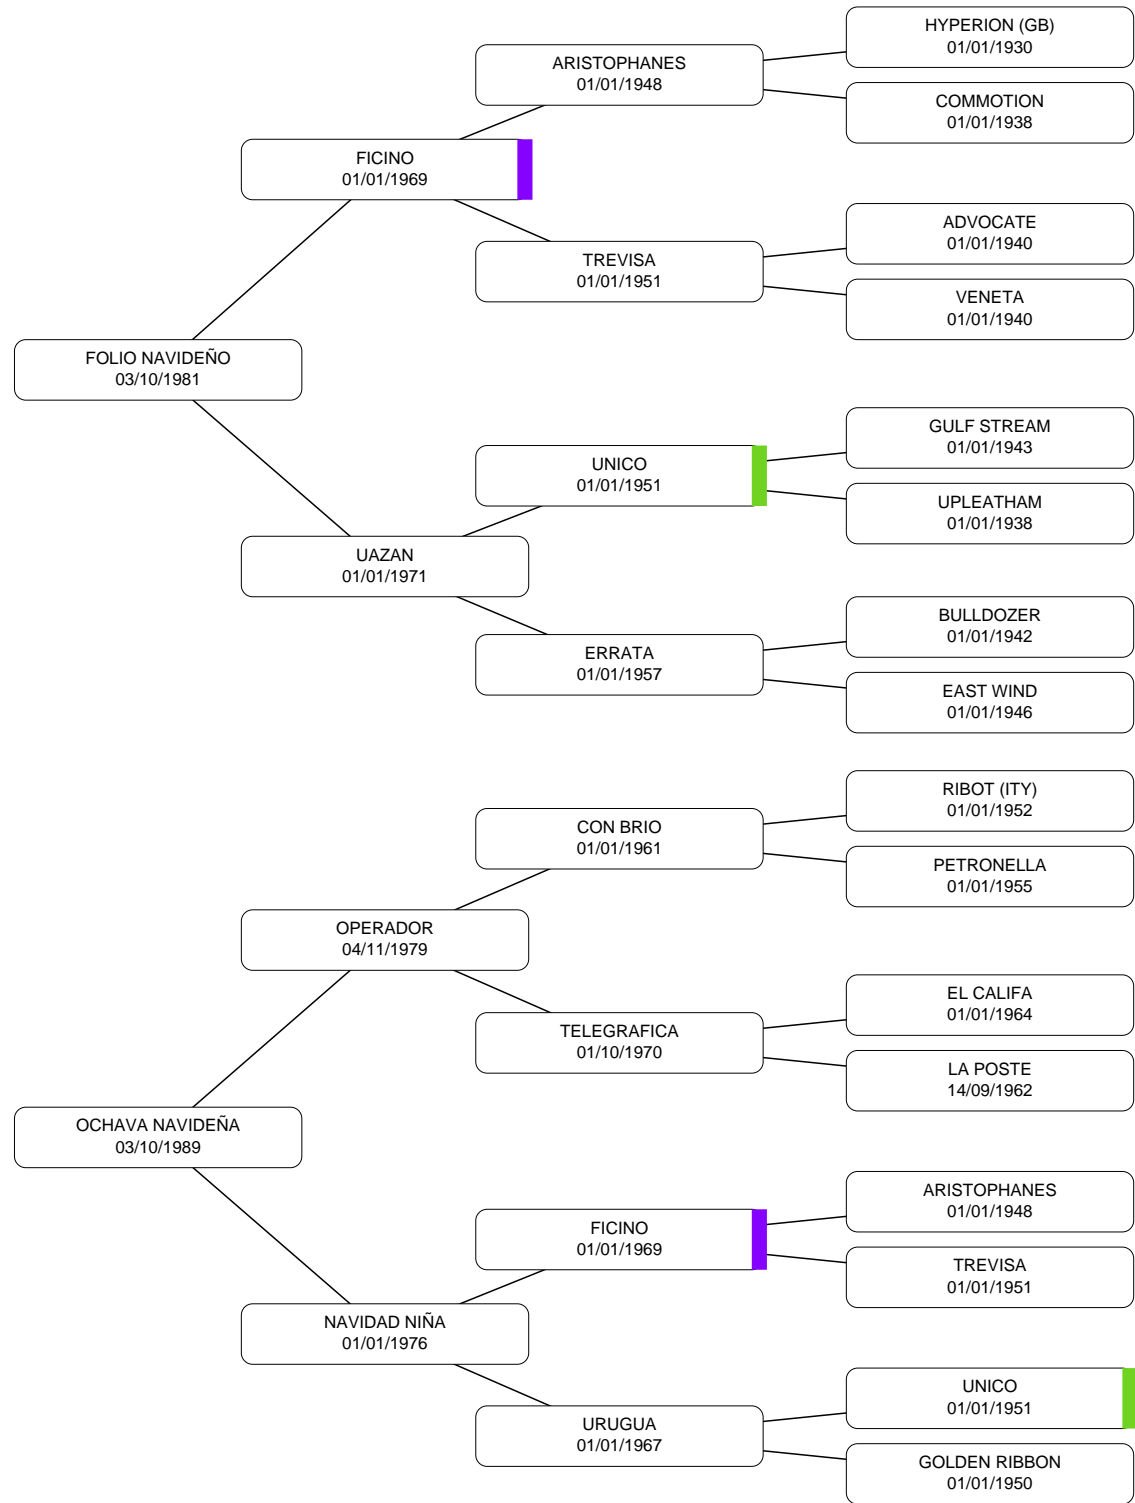 HYPERION (GB)
01/01/1930
ARISTOPHANES
01/01/1948
COMMOTION
01/01/1938
FICINO
01/01/1969
ADVOCATE
01/01/1940
TREVISA
01/01/1951
VENETA
01/01/1940
FOLIO NAVIDEÑO
03/10/1981
GULF STREAM
01/01/1943
UNICO
01/01/1951
UPLEATHAM
01/01/1938
UAZAN
01/01/1971
BULLDOZER
01/01/1942
ERRATA
01/01/1957
EAST WIND
01/01/1946
RIBOT (ITY)
01/01/1952
CON BRIO
01/01/1961
PETRONELLA
01/01/1955
OPERADOR
04/11/1979
EL CALIFA
01/01/1964
TELEGRAFICA
01/10/1970
LA POSTE
14/09/1962
OCHAVA NAVIDEÑA
03/10/1989
ARISTOPHANES
01/01/1948
FICINO
01/01/1969
TREVISA
01/01/1951
NAVIDAD NIÑA
01/01/1976
UNICO
01/01/1951
URUGUA
01/01/1967
GOLDEN RIBBON
01/01/1950